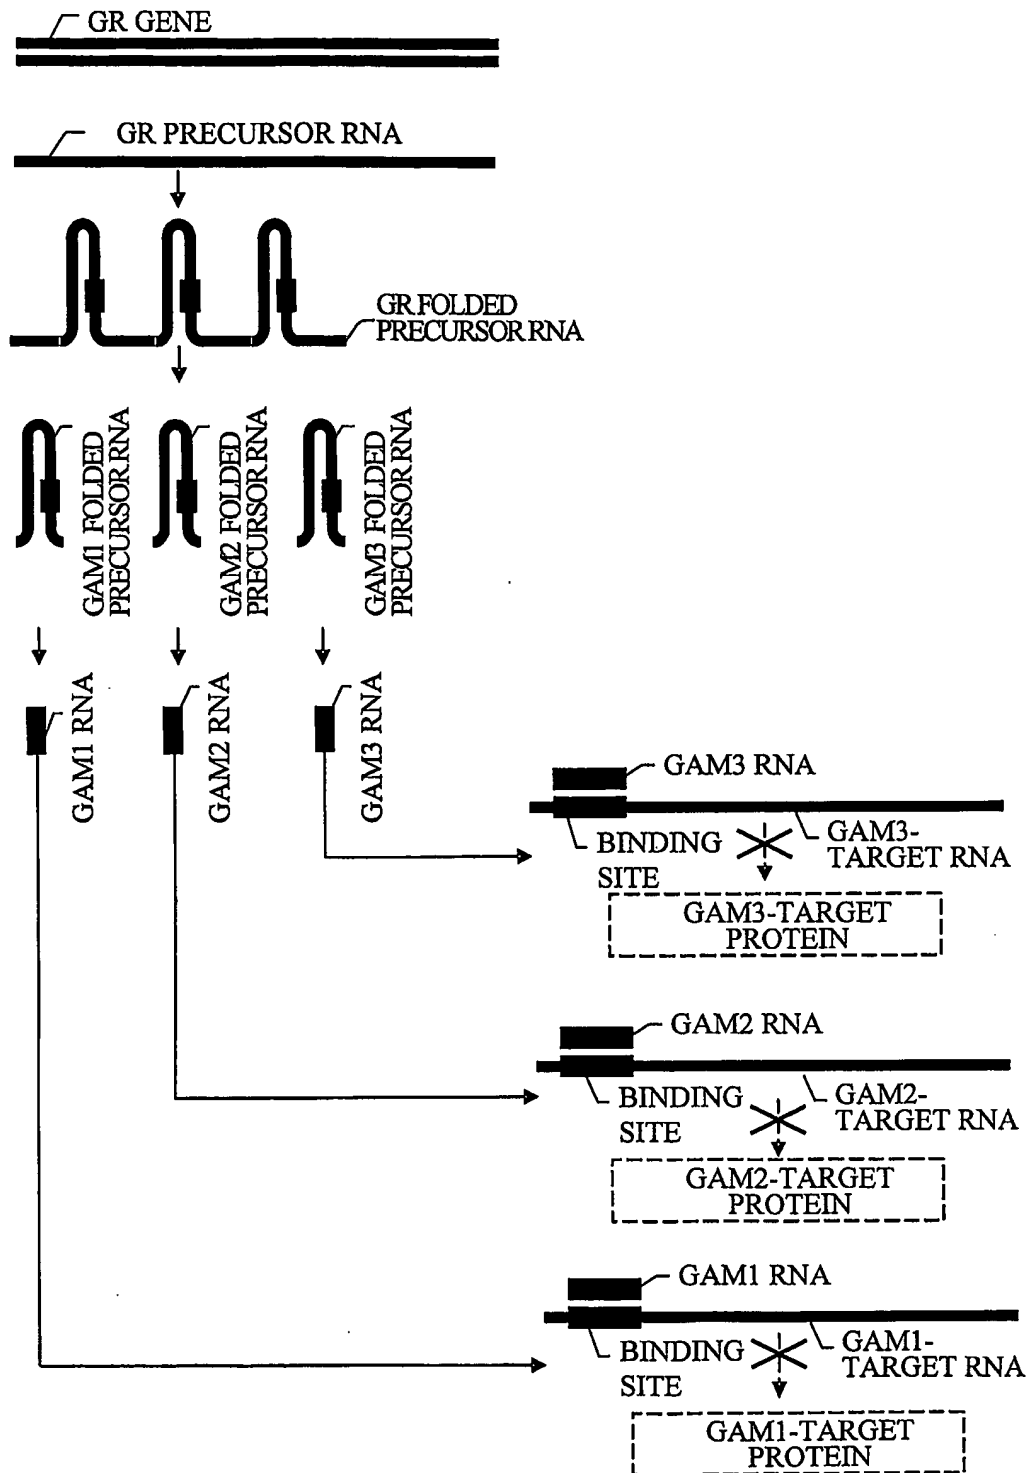 GR GENE
GR PRECURSOR RNA
GR FOLDED
PRECURSOR RNA
GAM1 FOLDED
PRECURSOR RNA
GAM2 FOLDED
PRECURSOR RNA
GAM3 FOLDED
PRECURSOR RNA
GAM1 RNA
GAM2 RNA
GAM3 RNA
GAM3 RNA
BINDING
SITE
GAM3-
TARGET RNA
GAM3-TARGET
PROTEIN
GAM2 RNA
BINDING
SITE
GAM2-
TARGET RNA
GAM2-TARGET
PROTEIN
GAM1 RNA
BINDING
SITE
GAM1-
TARGET RNA
GAM1-TARGET
PROTEIN